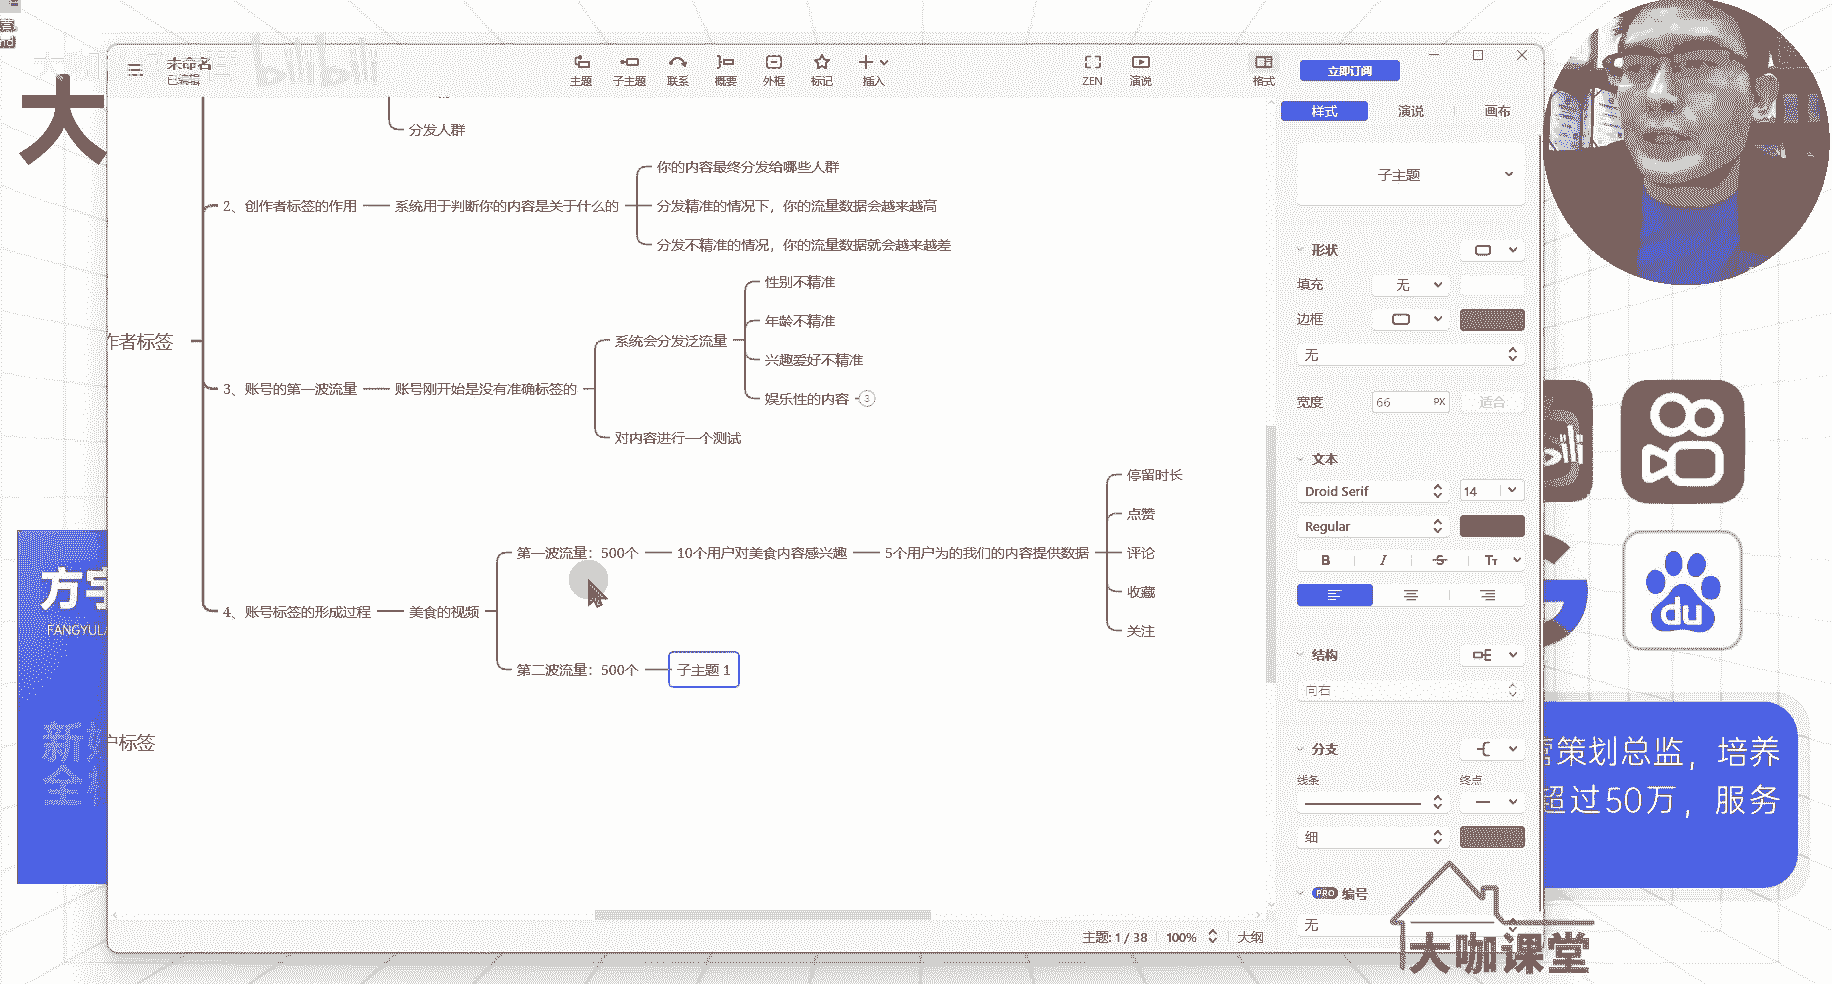 大咖
bilibili
大
未命名
已编辑
主题
子主题
联系
概要
外框
标记
插入
ZEN
演说
格式
立即订阅
样式
演说
画布
分发人群
2、创作者标签的作用
系统用于判断你的内容是关于什么的
你的内容最终分发给哪些人群
分发精准的情况下，你的流量数据会越来越高
分发不精准的情况，你的流量数据就会越来越差
作者标签
3、账号的第一波流量
账号刚开始是没有准确标签的
系统会分发泛流量
性别不精准
年龄不精准
兴趣爱好不精准
娱乐性的内容
3
对内容进行一个测试
4、账号标签的形成过程
美食的视频
第一波流量：500个
10个用户对美食内容感兴趣
5个用户为的我们的内容提供数据
停留时长
点赞
评论
收藏
关注
第二波流量：500个
子主题 1
户标签
子主题
形状
填充
无
边框
无
宽度
66
PX
适合
文本
Droid Serif
14
Regular
B
I
S
Tт
结构
向右
分支
线条
终点
细
PRO 编号
无
主题: 1 / 38
100%
大纲
方宇
FANGYUL
新
全
du
营策划总监，培养
超过50万，服务
大咖课堂